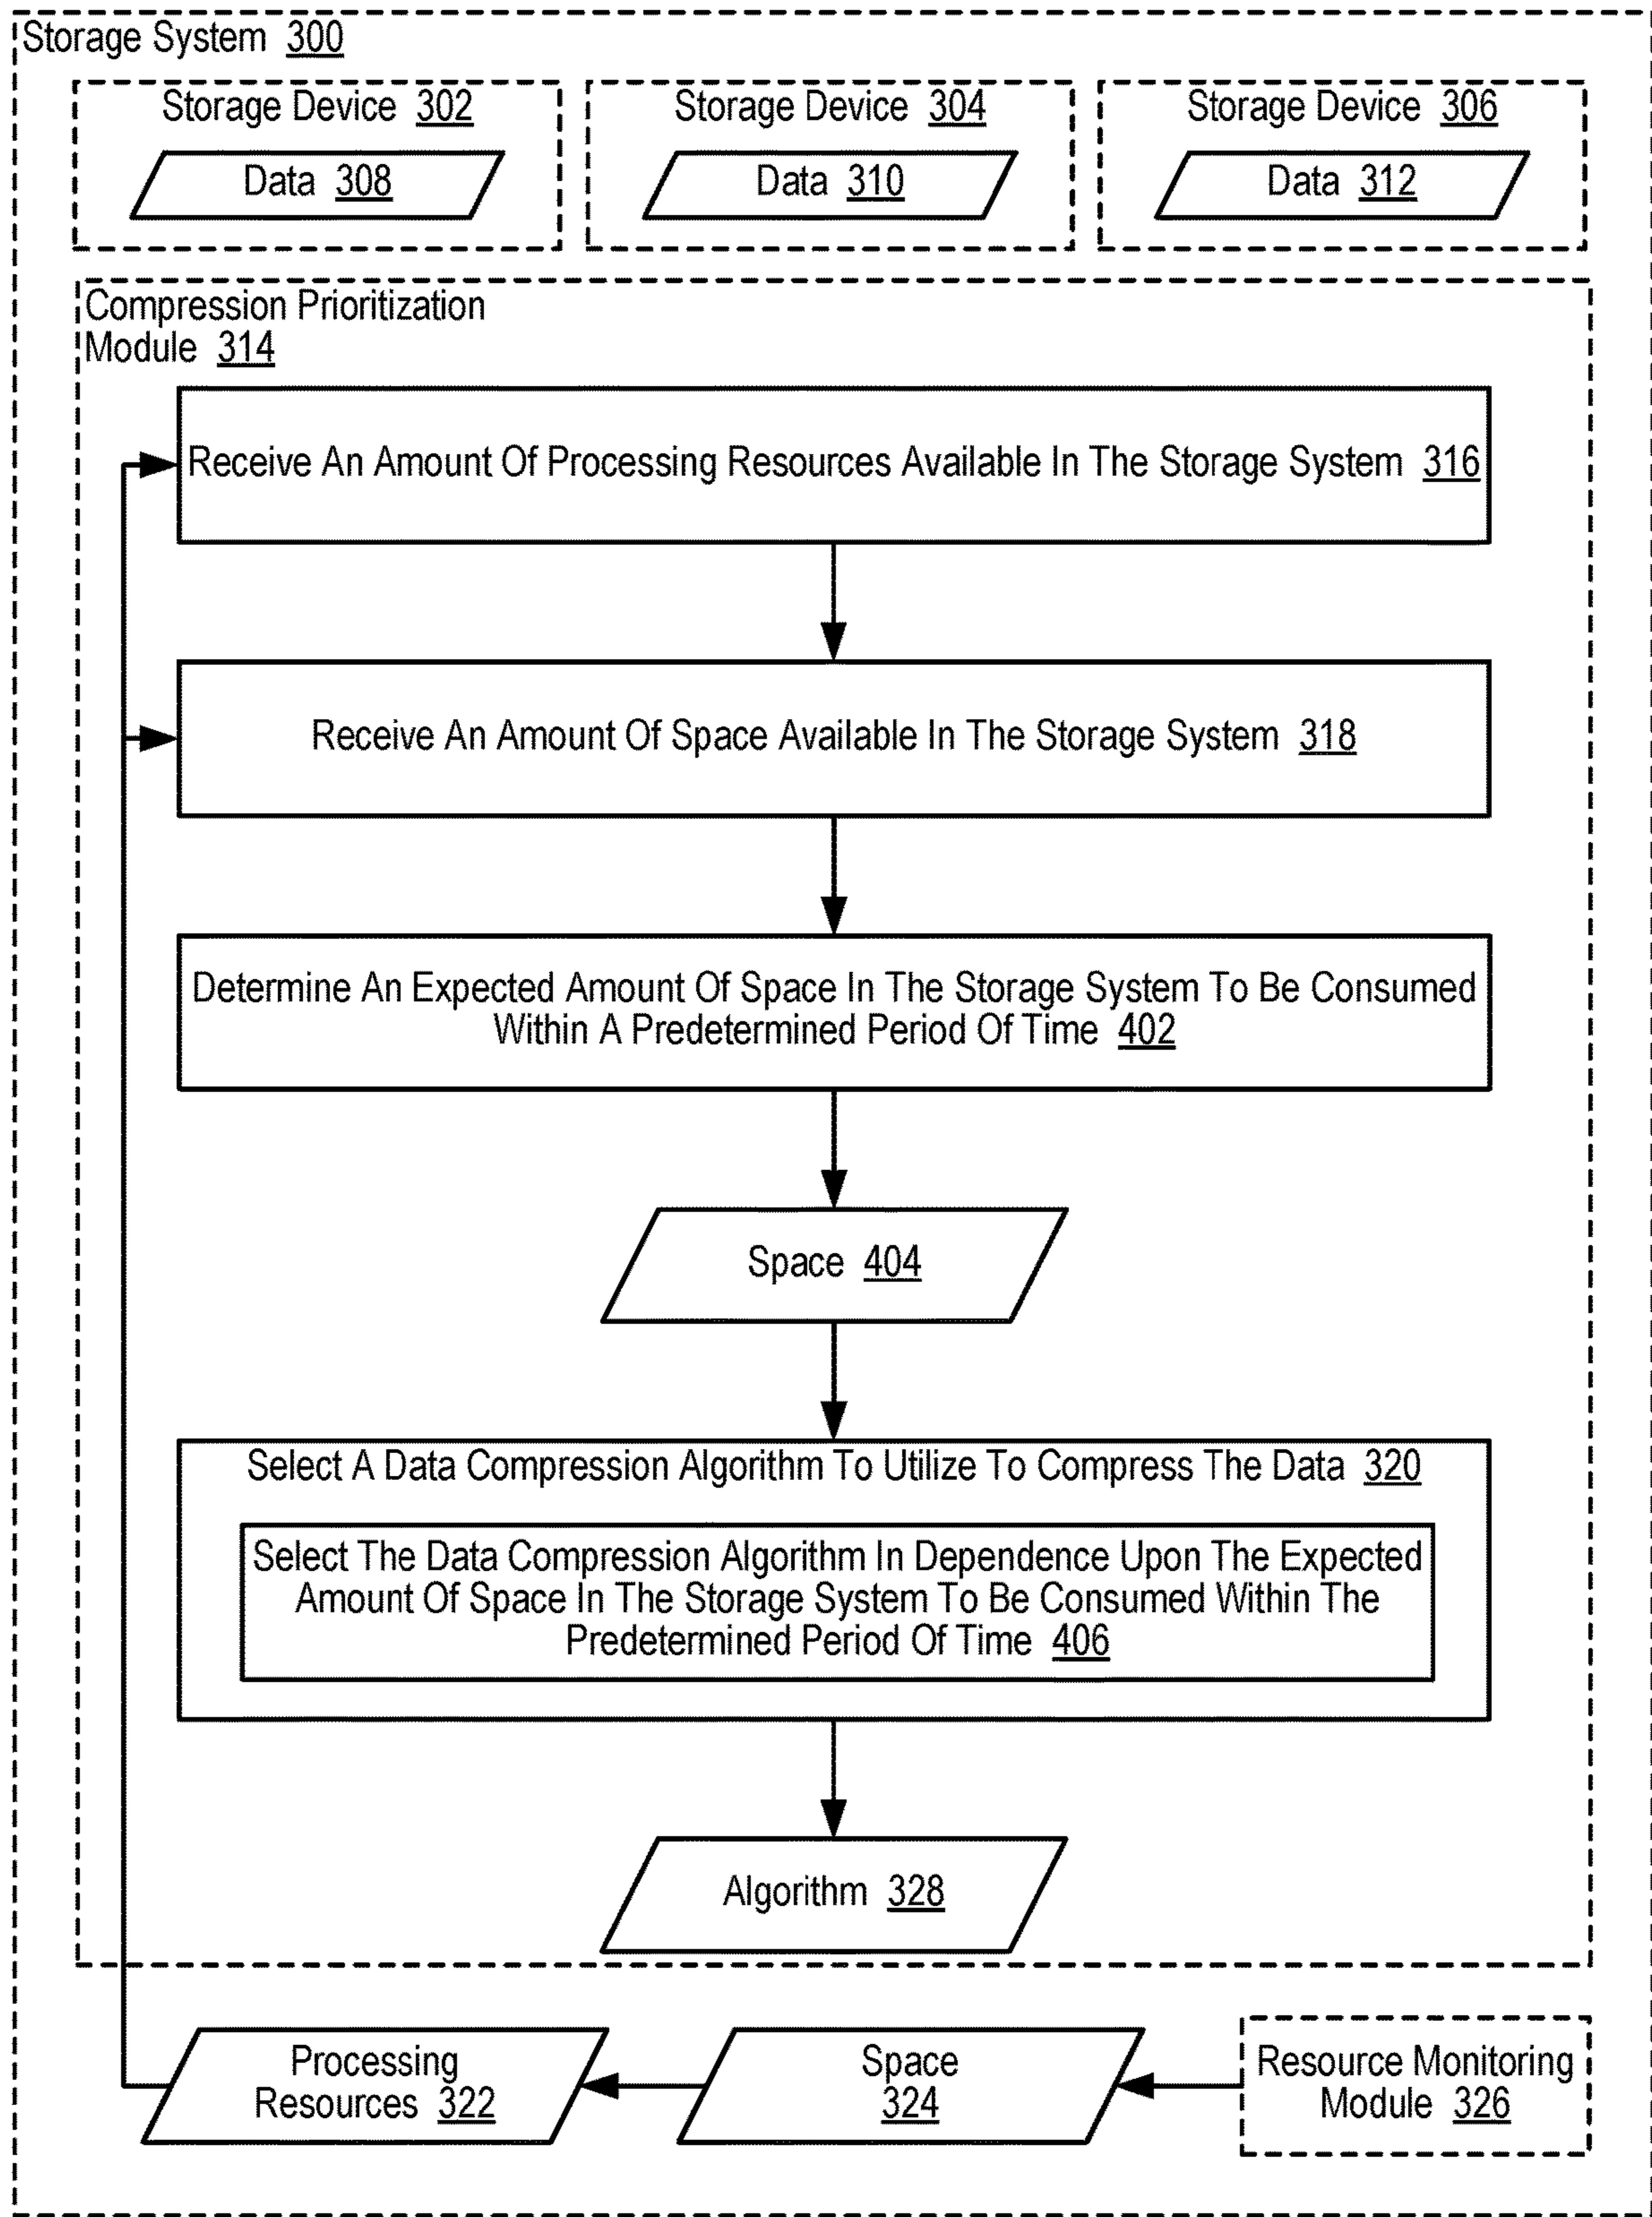 Storage System 300
Storage Device 302
Data 308
Storage Device 304
Data 310
Storage Device 306
Data 312
Compression Prioritization
Module 314
Receive An Amount Of Processing Resources Available In The Storage System 316
Receive An Amount Of Space Available In The Storage System 318
Determine An Expected Amount Of Space In The Storage System To Be Consumed
Within A Predetermined Period Of Time 402
Space 404
Select A Data Compression Algorithm To Utilize To Compress The Data 320
Select The Data Compression Algorithm In Dependence Upon The Expected
Amount Of Space In The Storage System To Be Consumed Within The
Predetermined Period Of Time 406
Algorithm 328
Processing
Resources 322
Space
324
Resource Monitoring
Module 326